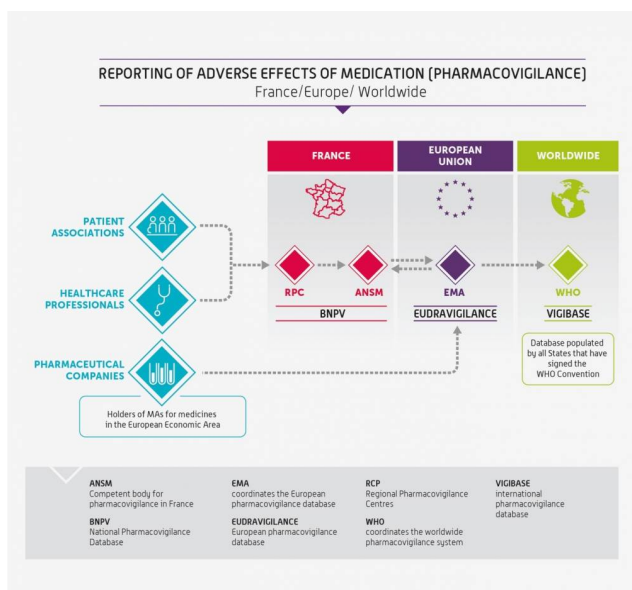 REPORTING OF ADVERSE EFFECTS OF MEDICATION (PHARMACOVIGILANCE)
France/Europe/ Worldwide
FRANCE
EUROPEAN
UNION
WORLDWIDE
PATIENT
ASSOCIATIONS
HEALTHCARE
PROFESSIONALS
RPC
ANSM
EMA
WHO
BNPV
EUDRAVIGILANCE
VIGIBASE
Database populated
by all States that have
signed the
WHO Convention
PHARMACEUTICAL
COMPANIES
Holders of MAs for medicines
in the European Economic Area
ANSM
Competent body for
pharmacovigilance in France
BNPV
National Pharmacovigilance
Database
EMA
coordinates the European
pharmacovigilance database
EUDRAVIGILANCE
European pharmacovigilance
database
RCP
Regional Pharmacovigilance
Centres
WHO
coordinates the worldwide
pharmacovigilance system
VIGIBASE
international
pharmacovigilance
database